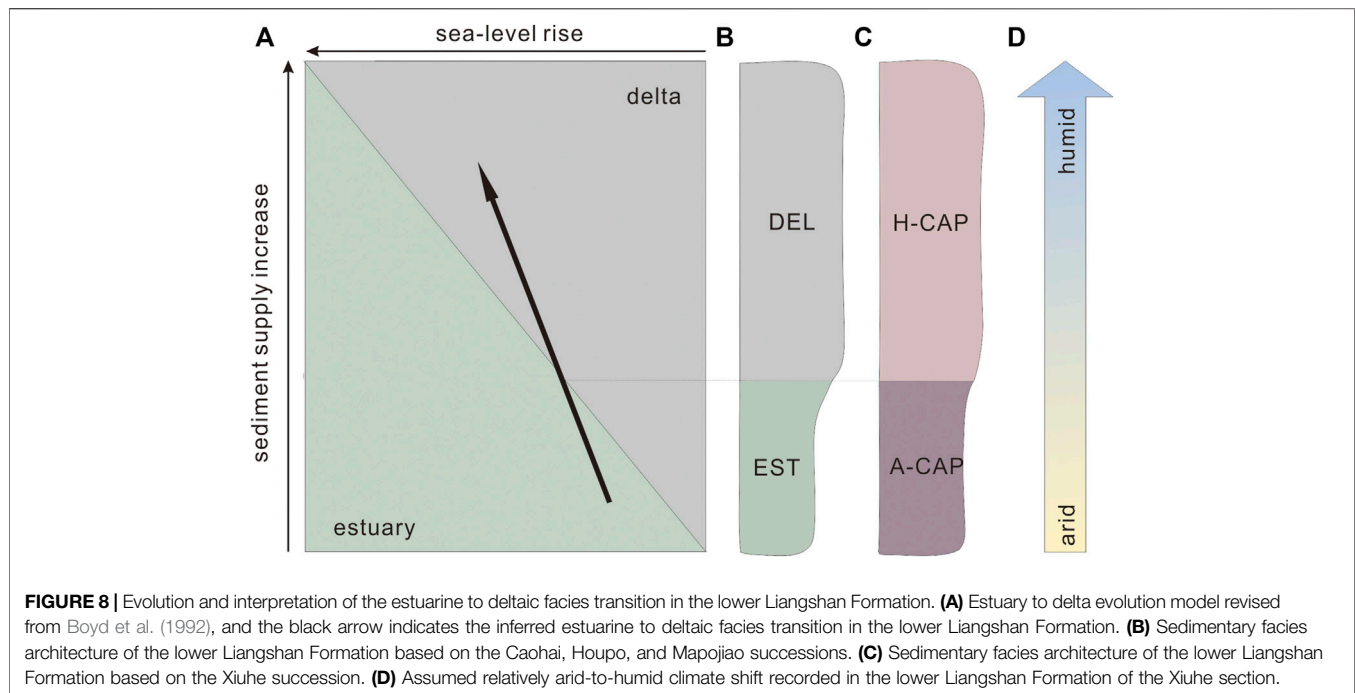 A
sea-level rise
B
C
D
delta
sediment supply increase
humid
DEL
H-CAP
EST
A-CAP
arid
estuary
FIGURE 8 | Evolution and interpretation of the estuarine to deltaic facies transition in the lower Liangshan Formation. (A) Estuary to delta evolution model revised
from Boyd et al. (1992), and the black arrow indicates the inferred estuarine to deltaic facies transition in the lower Liangshan Formation. (B) Sedimentary facies
architecture of the lower Liangshan Formation based on the Caohai, Houpo, and Mapojiao successions. (C) Sedimentary facies architecture of the lower Liangshan
Formation based on the Xiuhe succession. (D) Assumed relatively arid-to-humid climate shift recorded in the lower Liangshan Formation of the Xiuhe section.